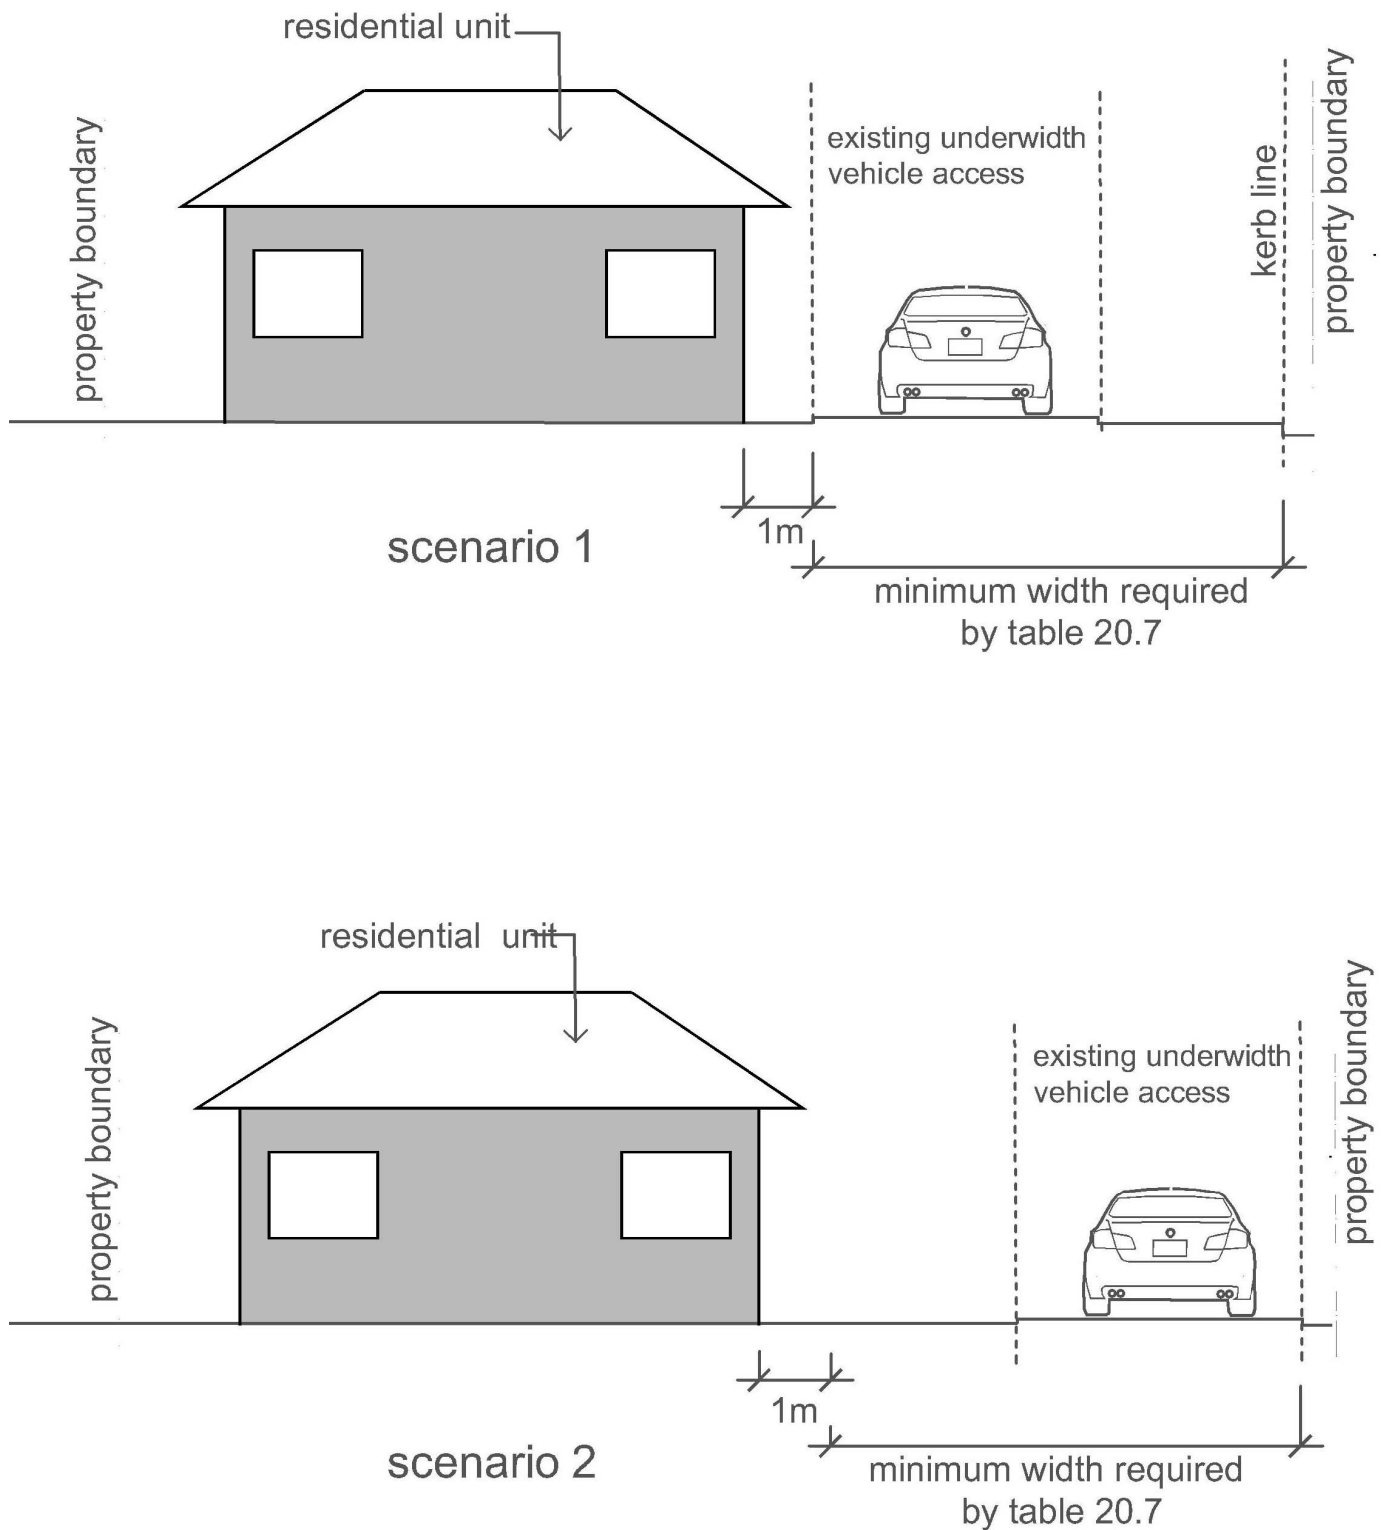 residential unit
property boundary
existing underwidth
vehicle access
kerb line
property boundary
1m
scenario 1
minimum width required
by table 20.7
residential unit
property boundary
existing underwidth
vehicle access
property boundary
1m
scenario 2
minimum width required
by table 20.7